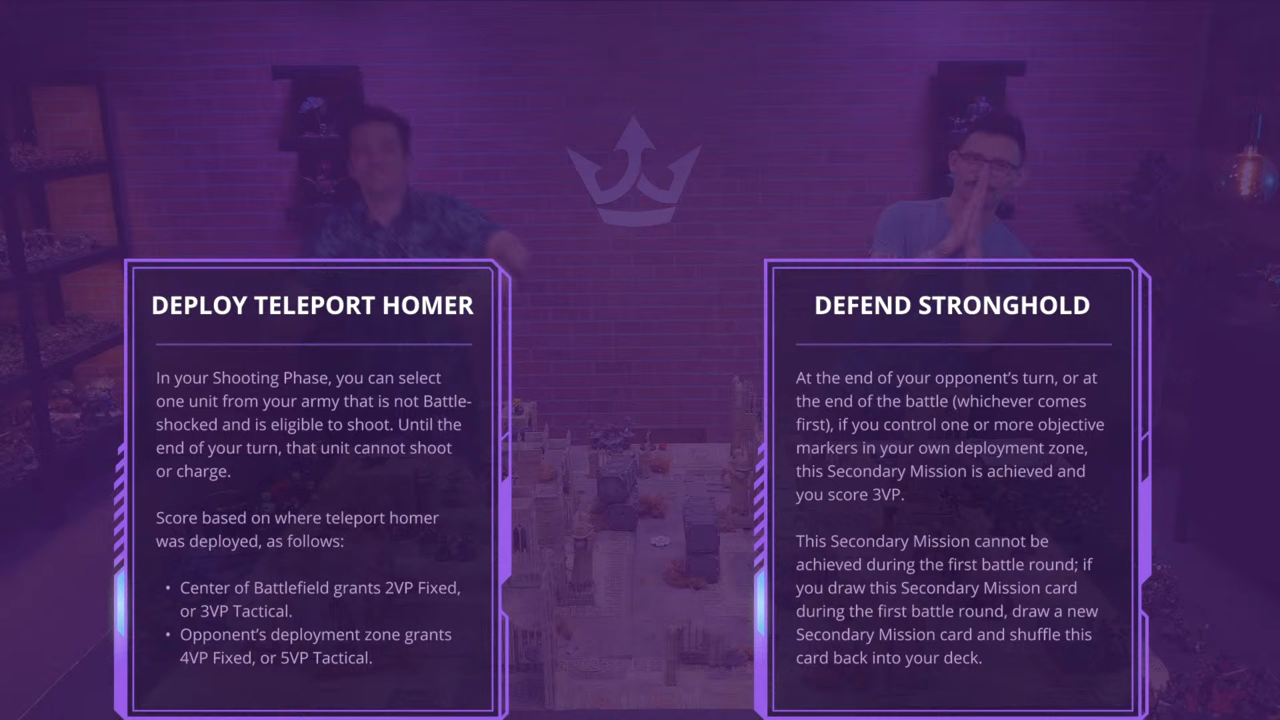 DEPLOY TELEPORT HOMER
In your Shooting Phase, you can select
one unit from your army that is not Battle-
shocked and is eligible to shoot. Until the
end of your turn, that unit cannot shoot
or charge.
Score based on where teleport homer
was deployed, as follows:
• Center of Battlefield grants 2VP Fixed,
or 3VP Tactical.
• Opponent's deployment zone grants
4VP Fixed, or 5VP Tactical.
DEFEND STRONGHOLD
At the end of your opponent's turn, or at
the end of the battle (whichever comes
first), if you control one or more objective
markers in your own deployment zone,
this Secondary Mission is achieved and
you score 3VP.
This Secondary Mission cannot be
achieved during the first battle round; if
you draw this Secondary Mission card
during the first battle round, draw a new
Secondary Mission card and shuffle this
card back into your deck.